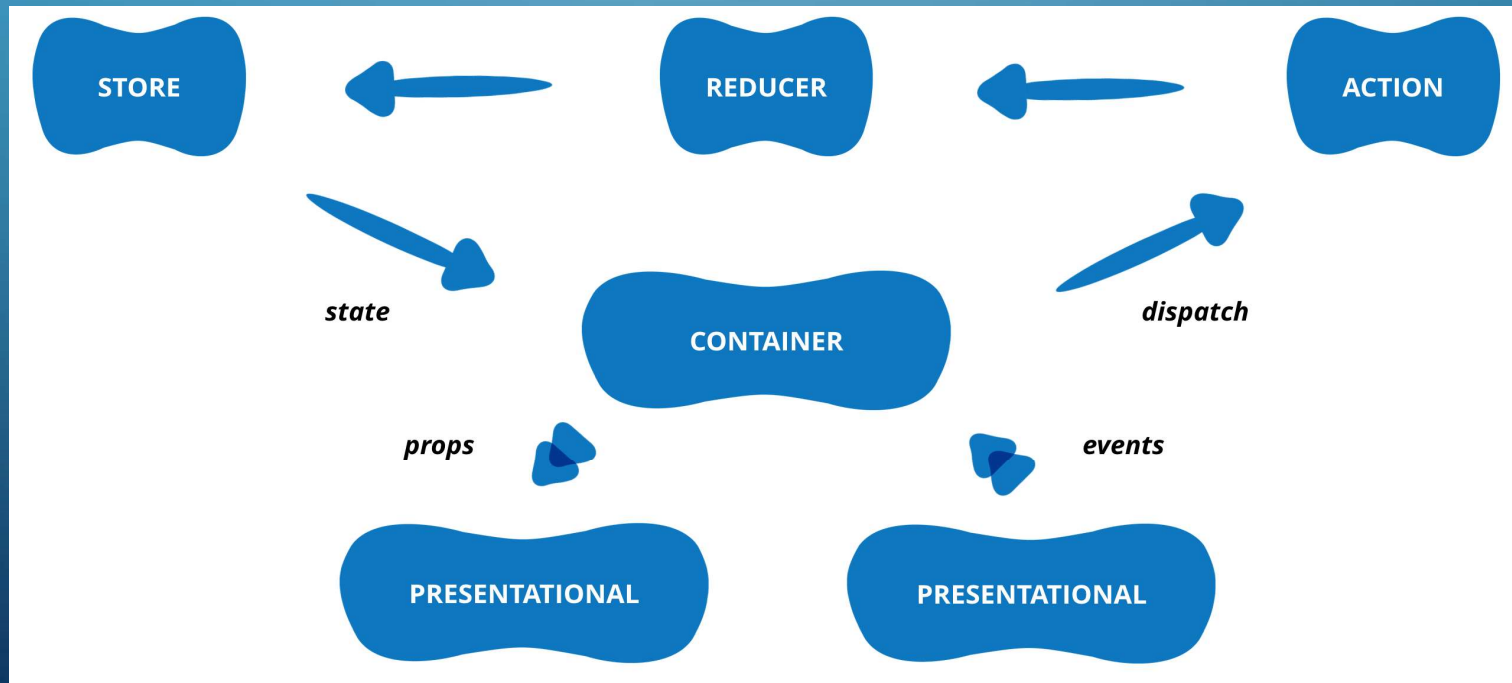 STORE
REDUCER
ACTION
state
dispatch
CONTAINER
props
events
PRESENTATIONAL
PRESENTATIONAL